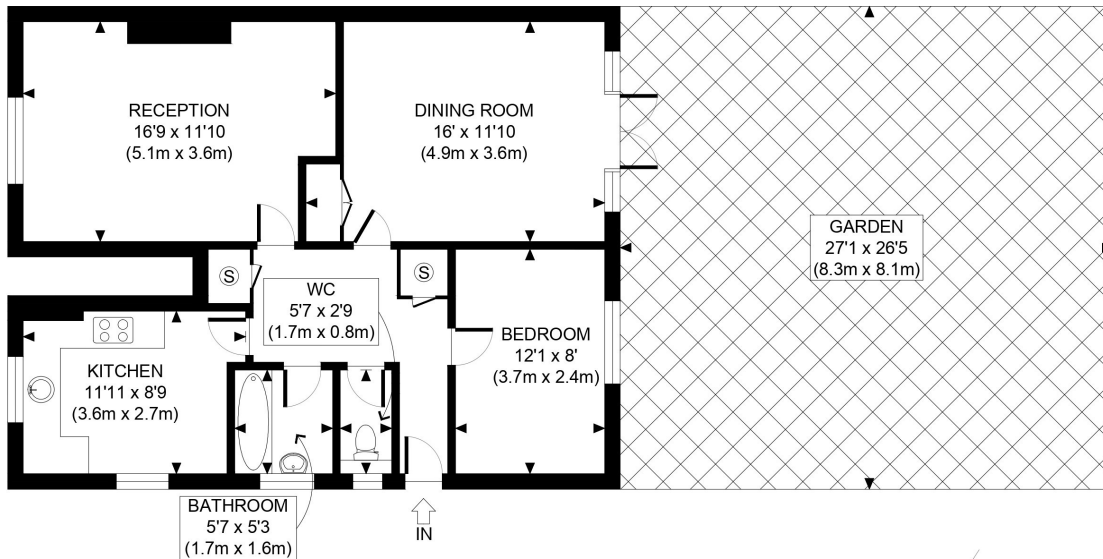 RECEPTION
16'9 x 11'10
(5.1m x 3.6m)
DINING ROOM
16' x 11'10
(4.9m x 3.6m)
GARDEN
27'1 x 26'5
(8.3m x 8.1m)
S
S
WC
5'7 x 2'9
(1.7m x 0.8m)
BEDROOM
12'1 x 8'
(3.7m x 2.4m)
KITCHEN
11'11 x 8'9
(3.6m x 2.7m)
BATHROOM
5'7 x 5'3
(1.7m x 1.6m)
IN